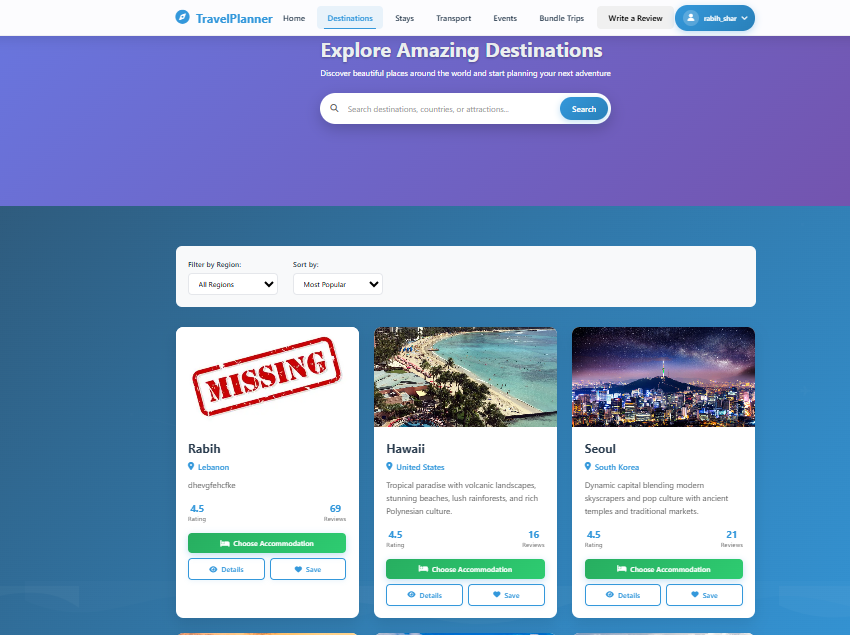 TravelPlanner Home Destinations Stays Transport Events Bundle Trips Write a Review rabih_shar
Explore Amazing Destinations
Discover beautiful places around the world and start planning your next adventure
Search destinations, countries, or attractions... Search
Filter by Region: Sort by:
All Regions Most Popular
MISSING
Rabih
Lebanon
dhevgfehcfke
4.5 69
Rating Reviews
Choose Accommodation
Details Save
Hawaii
United States
Tropical paradise with volcanic landscapes,
stunning beaches, lush rainforests, and rich
Polynesian culture.
4.5 16
Rating Reviews
Choose Accommodation
Details Save
Seoul
South Korea
Dynamic capital blending modern
skyscrapers and pop culture with ancient
temples and traditional markets.
4.5 21
Rating Reviews
Choose Accommodation
Details Save